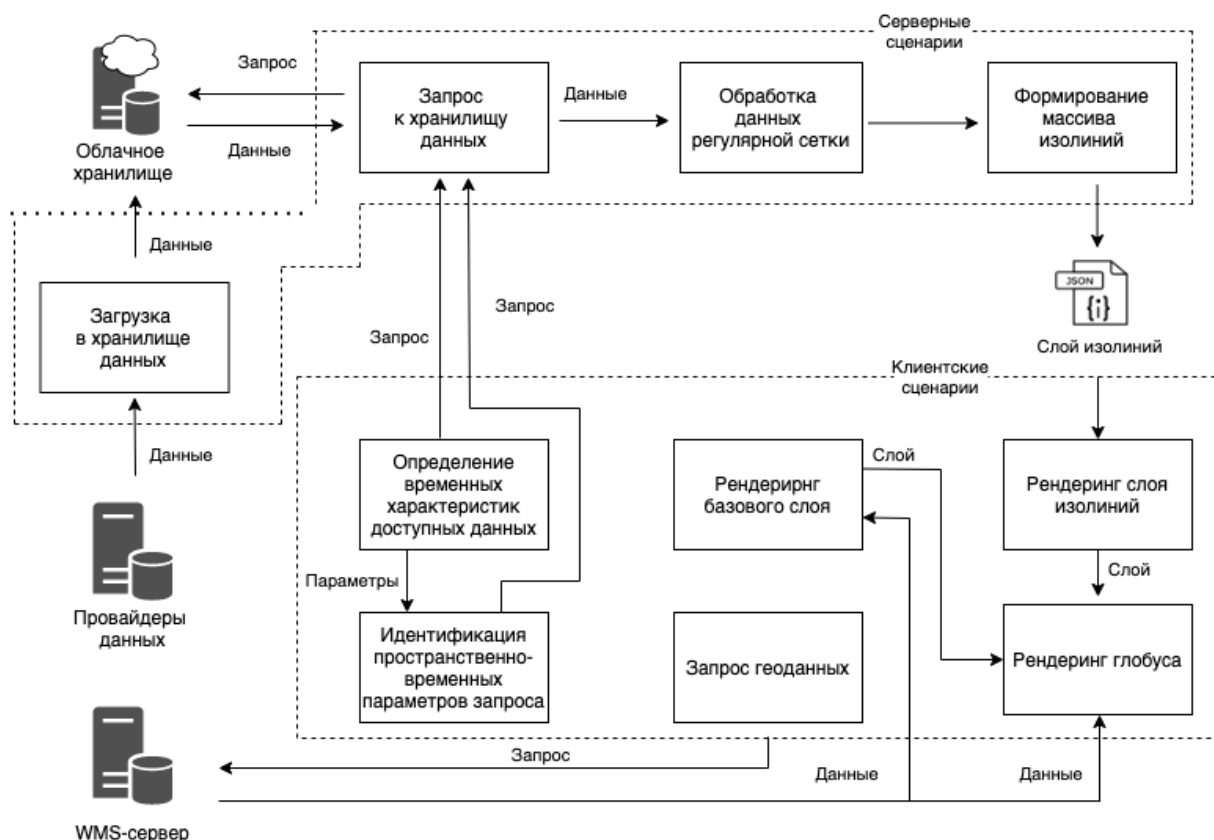 Серверные
сценарии
Запрос
Данные
Облачное
хранилище
Запрос
к хранилищу
данных
Данные
Обработка
данных
регулярной сетки
Формирование
массива
изолиний
Данные
Загрузка
в хранилище
данных
Запрос
Запрос
JSON
{i}
Слой изолиний
Клиентские
сценарии
Данные
Провайдеры
данных
Определение
временных
характеристик
доступных данных
Параметры
Идентификация
пространственно-
временных
параметров запроса
Рендерирнг
базового слоя
Слой
Рендеринг слоя
изолиний
Слой
Запрос геоданных
Рендеринг глобуса
Запрос
Данные
Данные
WMS-сервер